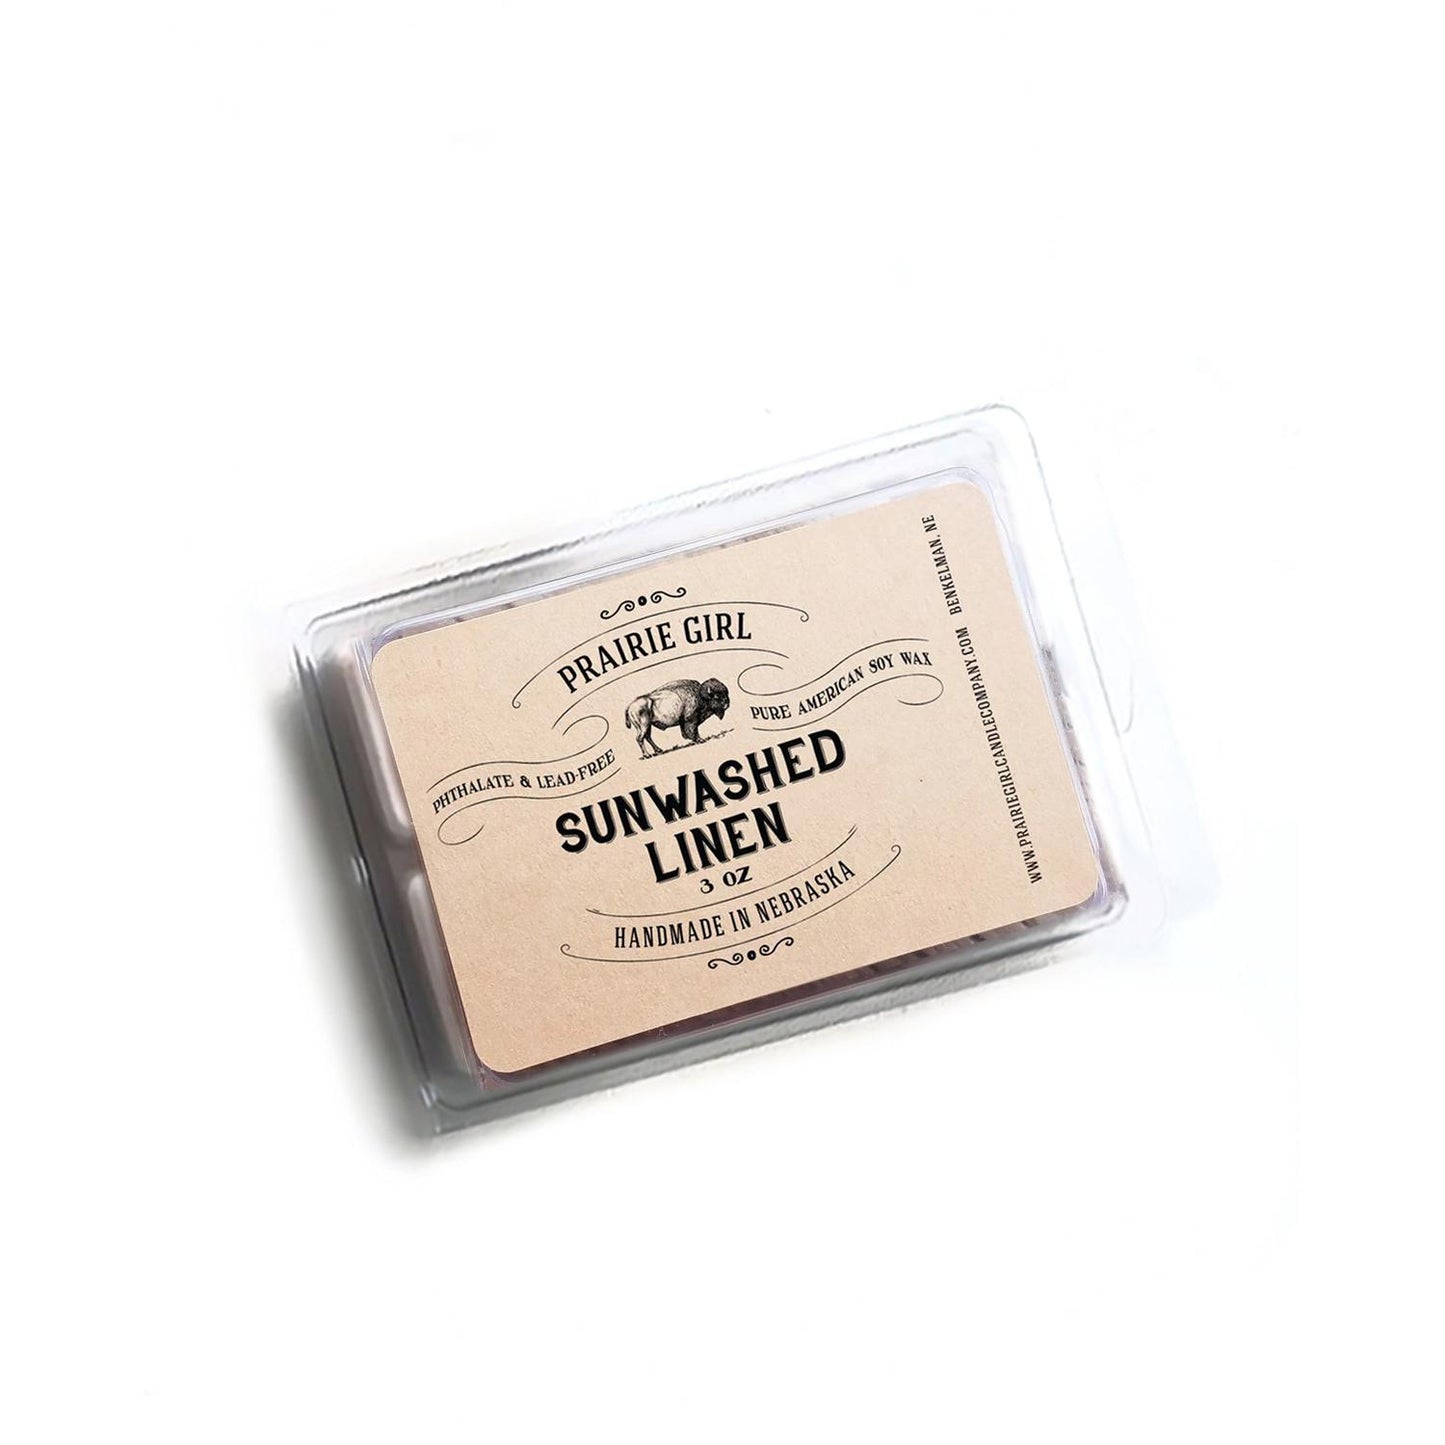 PRAIRIE GIRL
PHTHALATE & LEAD-FREE
PURE AMERICAN SOY WAX
SUNWASHED
LINEN
3 OZ
HANDMADE IN NEBRASKA
WWW.PRAIRIEGIRLCANDLECOMPANY.COM BENKELMAN, NE